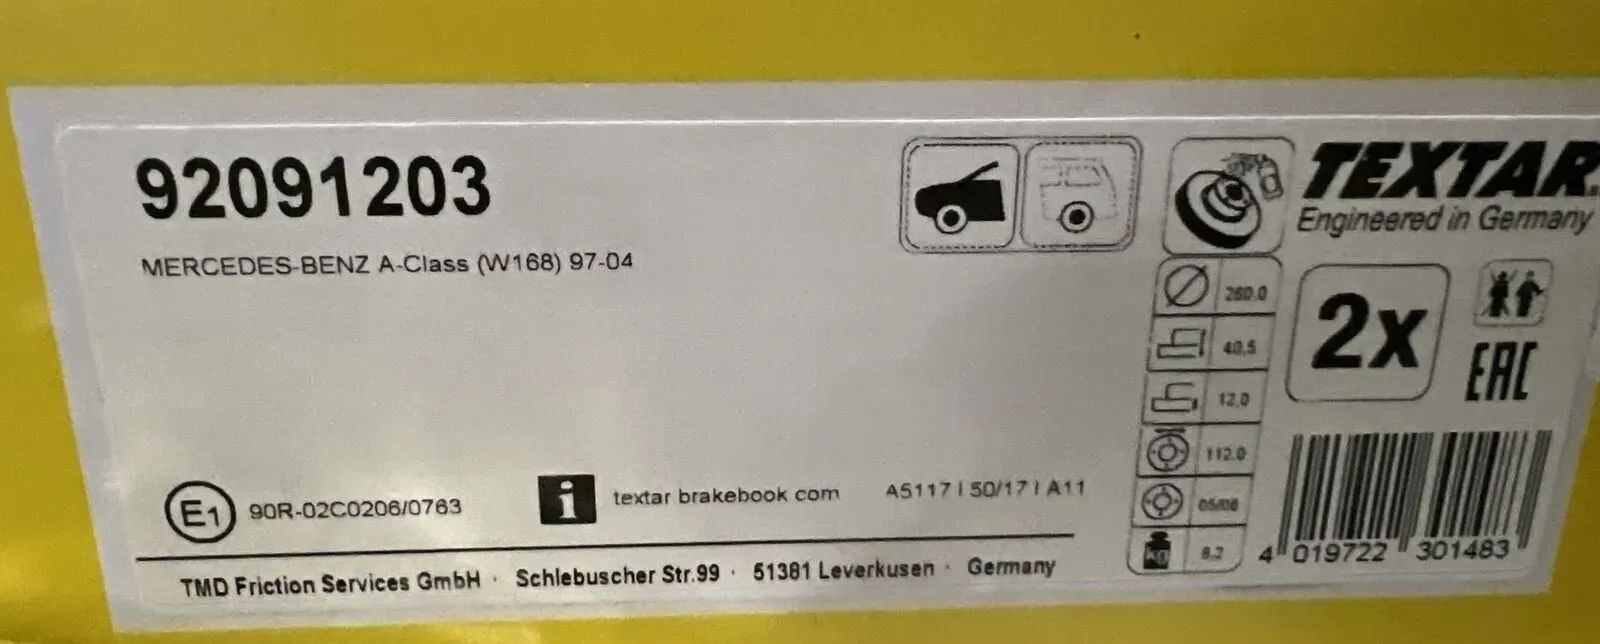 92091203
MERCEDES-BENZ A-Class (W168) 97-04
TEXTAR
Engineered in Germany
260.0
40,5
12,0
112.0
05/06
8.2
kg
2x
EAC
E1 90R-02C0206/0763
i textar brakebook com A5117 | 50/17 | A11
TMD Friction Services GmbH · Schlebuscher Str.99 · 51381 Leverkusen · Germany
4 019722 301483